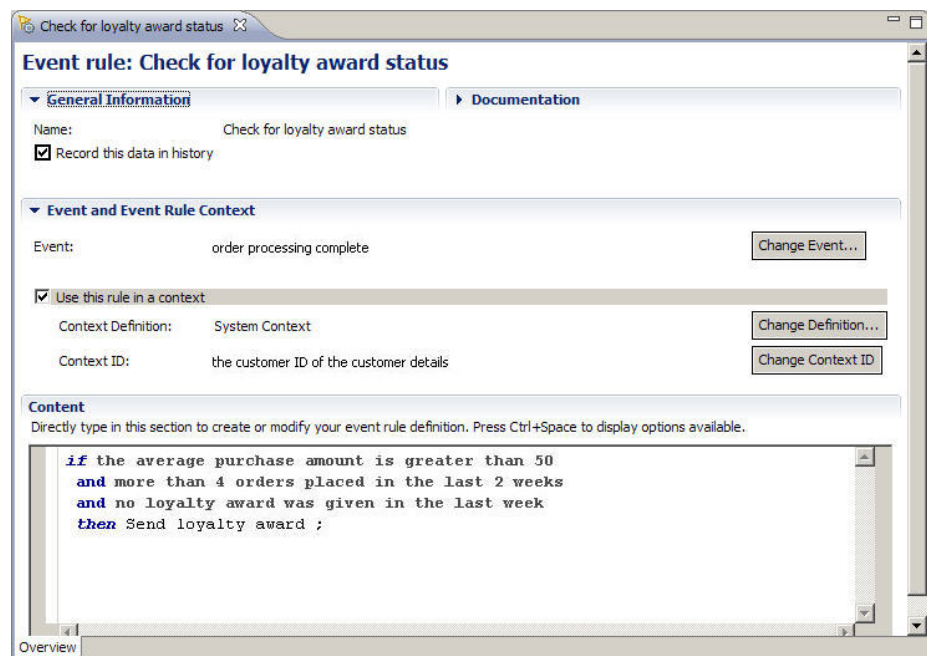 Check for loyalty award status
Event rule: Check for loyalty award status
General Information
Documentation
Name: Check for loyalty award status
Record this data in history
Event and Event Rule Context
Event: order processing complete Change Event...
Use this rule in a context
Context Definition: System Context Change Definition...
Context ID: the customer ID of the customer details Change Context ID
Content
Directly type in this section to create or modify your event rule definition. Press Ctrl+Space to display options available.
if the average purchase amount is greater than 50
and more than 4 orders placed in the last 2 weeks
and no loyalty award was given in the last week
then Send loyalty award ;
Overview